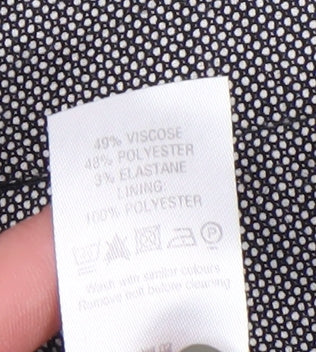 49% VISCOSE
48% POLYESTER
3% ELASTANE
LINING:
100% POLYESTER
Wash with similar colours
Remove belt before cleaning